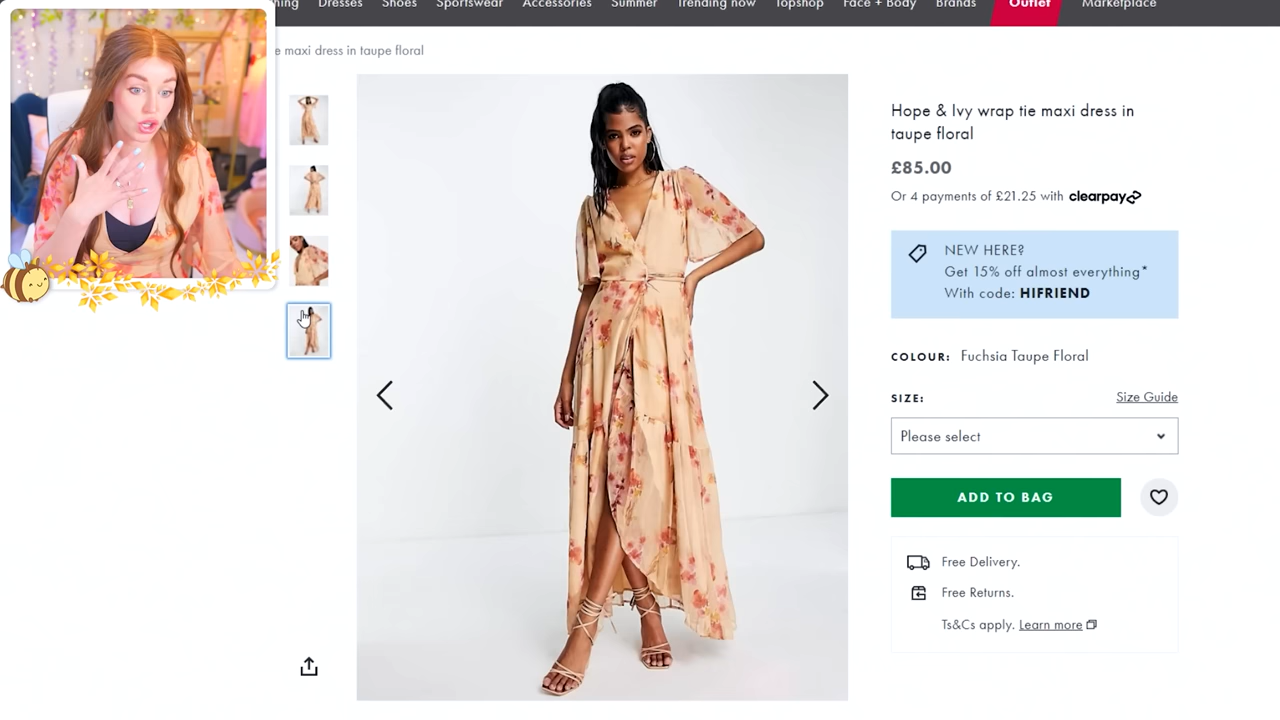 Dresses Shoes Sportswear Accessories Summer Trending now Topshop Face + Body Brands Outlet Marketplace
maxi dress in taupe floral
Hope & Ivy wrap tie maxi dress in
taupe floral
£85.00
Or 4 payments of £21.25 with clearpay
NEW HERE?
Get 15% off almost everything*
With code: HIFRIEND
COLOUR: Fuchsia Taupe Floral
SIZE: Size Guide
Please select
ADD TO BAG
Free Delivery.
Free Returns.
Ts&Cs apply. Learn more